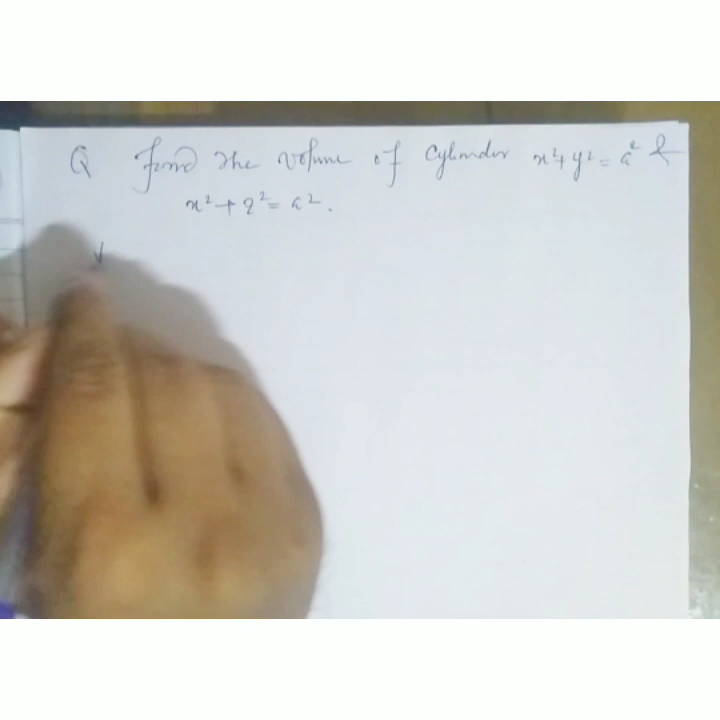 Q Find the volume of Cylinder x²+y²=a² &
x²+z²=a².
V